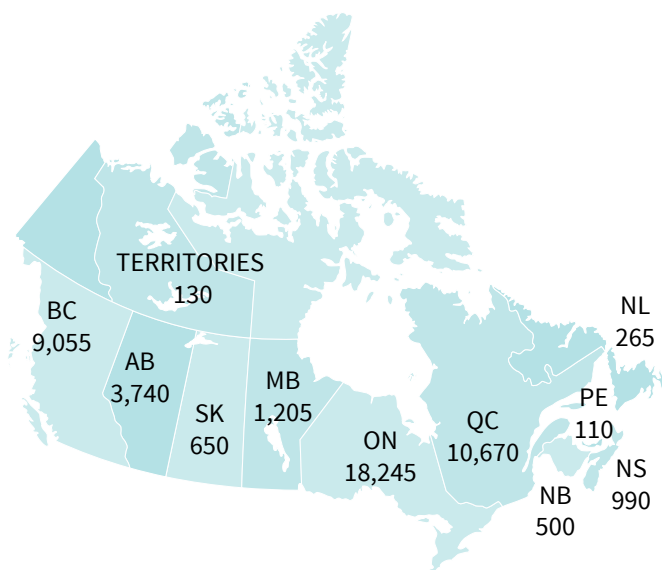 TERRITORIES
130
BC
9,055
AB
3,740
SK
650
MB
1,205
ON
18,245
QC
10,670
NL
265
PE
110
NS
990
NB
500